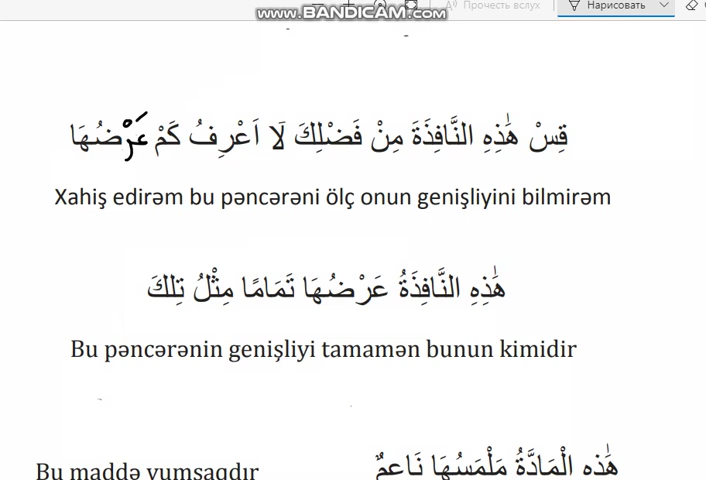 www.BANDICAM.com
Прочесть вслух
Нарисовать
قِسْ هٰذِهِ النَّافِذَةَ مِنْ فَضْلِكَ لَا اَعْرِفُ كَمْ عَرْضُهَا
Xahiş edirəm bu pəncərəni ölç onun genişliyini bilmirəm
هٰذِهِ النَّافِذَةُ عَرْضُهَا تَمَامًا مِثْلُ تِلكَ
Bu pəncərənin genişliyi tamamən bunun kimidir
هٰذِهِ الْمَادَّةُ مَلْمَسُهَا نَاعِمٌ
Bu maddə yumşaqdır